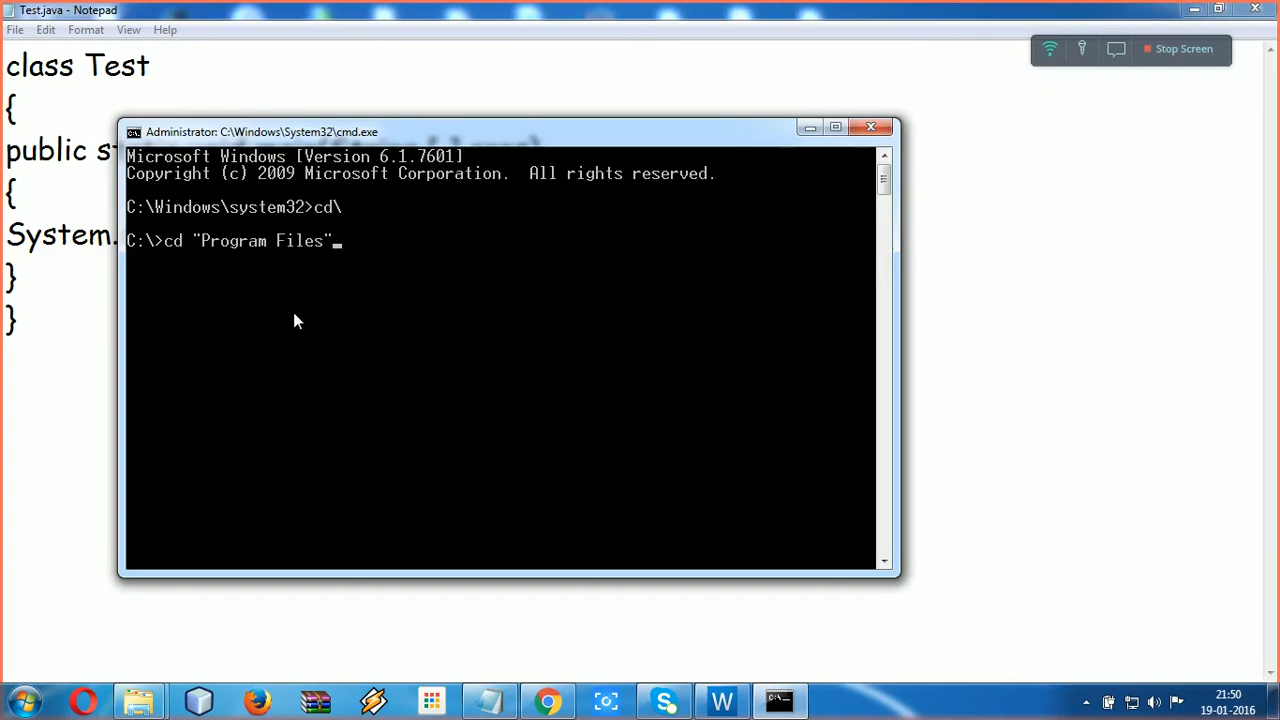 Test.java - Notepad
File Edit Format View Help
Stop Screen
class Test
{
public
{
System.
}
}
Administrator: C:\Windows\System32\cmd.exe
Microsoft Windows [Version 6.1.7601]
Copyright (c) 2009 Microsoft Corporation. All rights reserved.
C:\Windows\system32>cd\
C:\>cd "Program Files"
21:50
19-01-2016